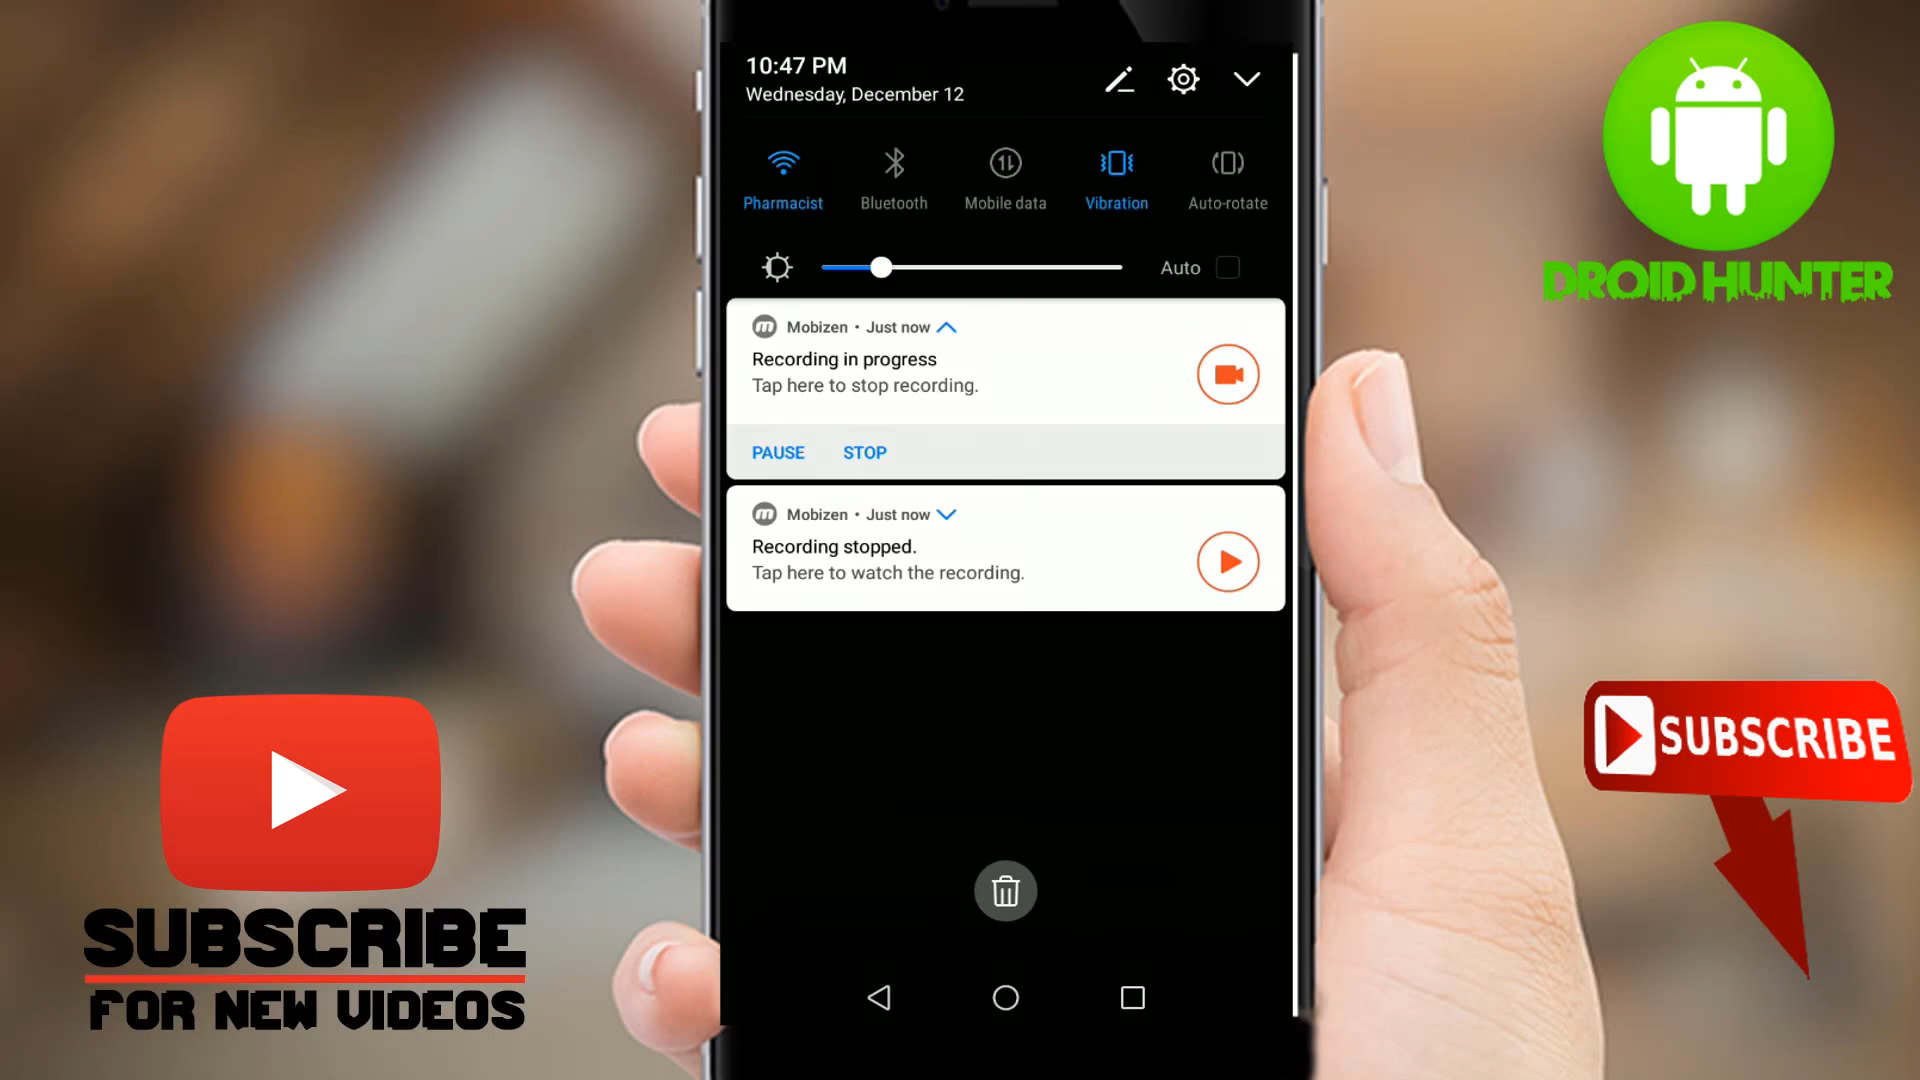 10:47 PM
Wednesday, December 12
Pharmacist
Bluetooth
Mobile data
Vibration
Auto-rotate
Auto
Mobizen • Just now
Recording in progress
Tap here to stop recording.
PAUSE STOP
Mobizen • Just now
Recording stopped.
Tap here to watch the recording.
DROID HUNTER
SUBSCRIBE
SUBSCRIBE
FOR NEW VIDEOS